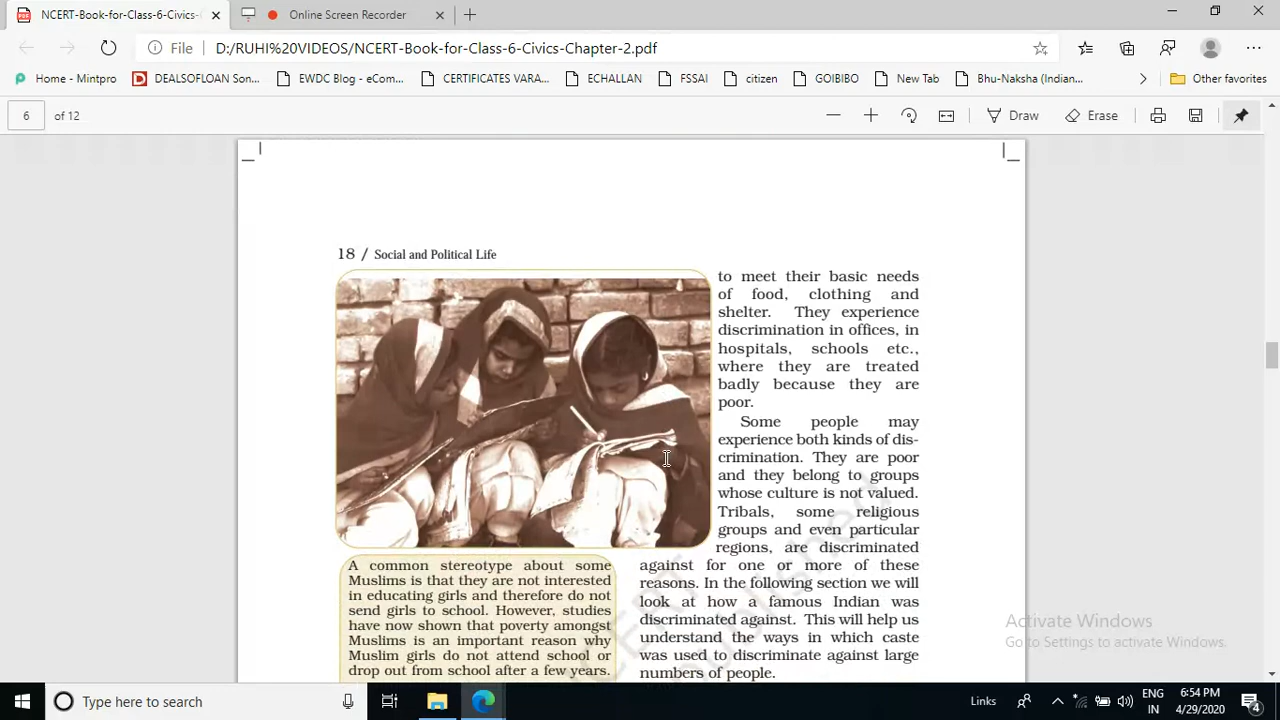 NCERT-Book-for-Class-6-Civics-
Online Screen Recorder
File D:/RUHI%20VIDEOS/NCERT-Book-for-Class-6-Civics-Chapter-2.pdf
Home - Mintpro DEALSOFLOAN Son... EWDC Blog - eCom... CERTIFICATES VARA... ECHALLAN FSSAI citizen GOIBIBO New Tab Bhu-Naksha (Indian... Other favorites
6 of 12 Draw Erase
18 / Social and Political Life
to meet their basic needs
of food, clothing and
shelter. They experience
discrimination in offices, in
hospitals, schools etc.,
where they are treated
badly because they are
poor.
Some people may
experience both kinds of dis-
crimination. They are poor
and they belong to groups
whose culture is not valued.
Tribals, some religious
groups and even particular
regions, are discriminated
against for one or more of these
reasons. In the following section we will
look at how a famous Indian was
discriminated against. This will help us
understand the ways in which caste
was used to discriminate against large
numbers of people.
A common stereotype about some
Muslims is that they are not interested
in educating girls and therefore do not
send girls to school. However, studies
have now shown that poverty amongst
Muslims is an important reason why
Muslim girls do not attend school or
drop out from school after a few years.
Activate Windows
Go to Settings to activate Windows.
Type here to search
Links
ENG
IN
6:54 PM
4/29/2020
4